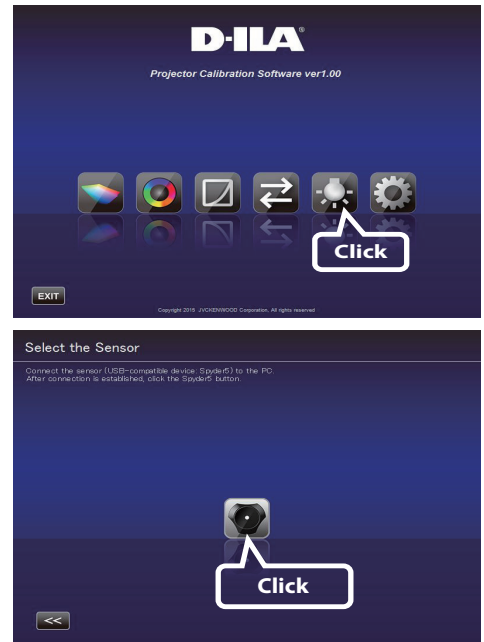 D-ILA®
Projector Calibration Software ver1.00
Click
EXIT
Copyright 2015 JVCKENWOOD Corporation, All rights reserved
Select the Sensor
Connect the sensor (USB-compatible device: Spyder5) to the PC.
After connection is established, click the Spyder5 button.
Click
<<